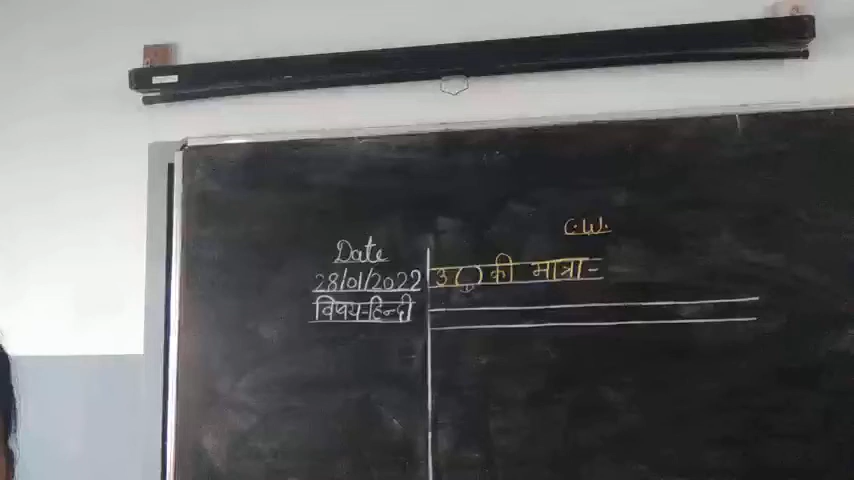 C.W.
Date
28/01/2022
उ ( ु ) की मात्रा -
विषय-हिन्दी